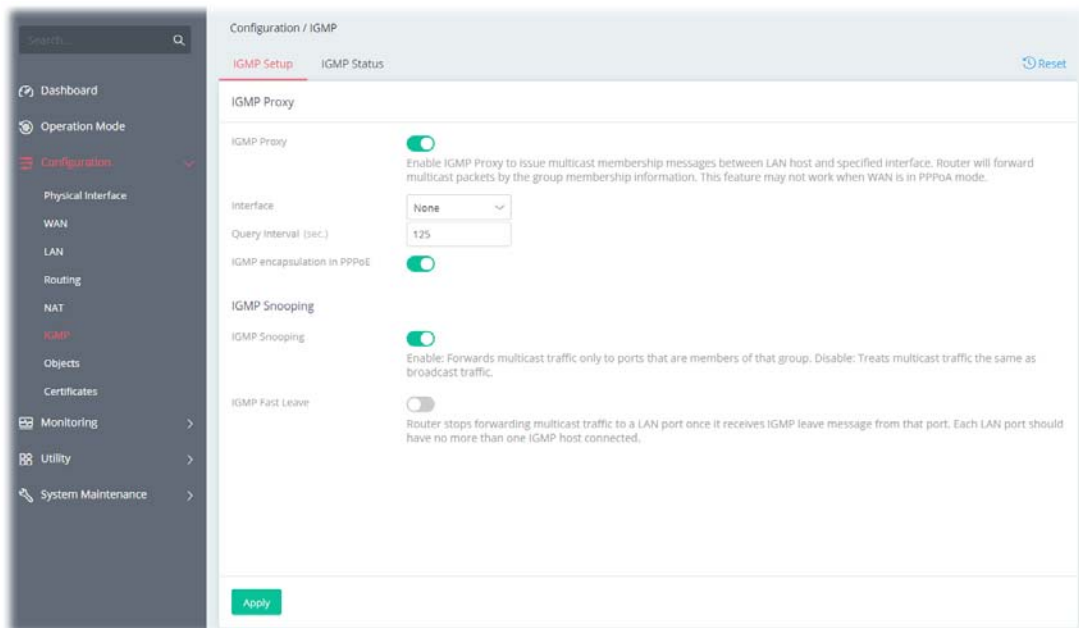 Search...
Dashboard
Operation Mode
Configuration
Physical Interface
WAN
LAN
Routing
NAT
IGMP
Objects
Certificates
Monitoring
Utility
System Maintenance
Configuration / IGMP
IGMP Setup
IGMP Status
Reset
IGMP Proxy
IGMP Proxy
Enable IGMP Proxy to issue multicast membership messages between LAN host and specified interface. Router will forward
multicast packets by the group membership information. This feature may not work when WAN is in PPPoA mode.
Interface
None
Query Interval (sec.)
125
IGMP encapsulation in PPPoE
IGMP Snooping
IGMP Snooping
Enable: Forwards multicast traffic only to ports that are members of that group. Disable: Treats multicast traffic the same as
broadcast traffic.
IGMP Fast Leave
Router stops forwarding multicast traffic to a LAN port once it receives IGMP leave message from that port. Each LAN port should
have no more than one IGMP host connected.
Apply